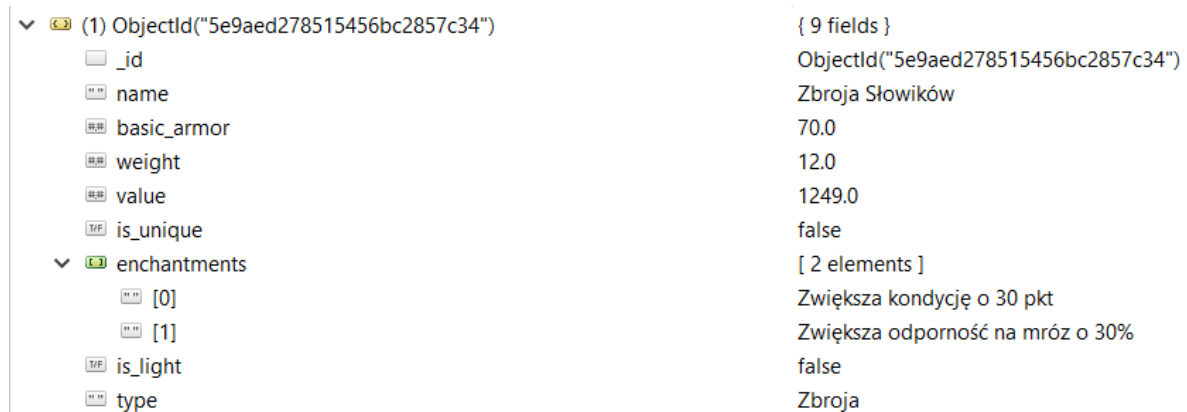 (1) ObjectId("5e9aed278515456bc2857c34") { 9 fields }
_id ObjectId("5e9aed278515456bc2857c34")
"" name Zbroja Słowików
#.# basic_armor 70.0
#.# weight 12.0
#.# value 1249.0
T/F is_unique false
enchantments [ 2 elements ]
"" [0] Zwiększa kondycję o 30 pkt
"" [1] Zwiększa odporność na mróz o 30%
T/F is_light false
"" type Zbroja